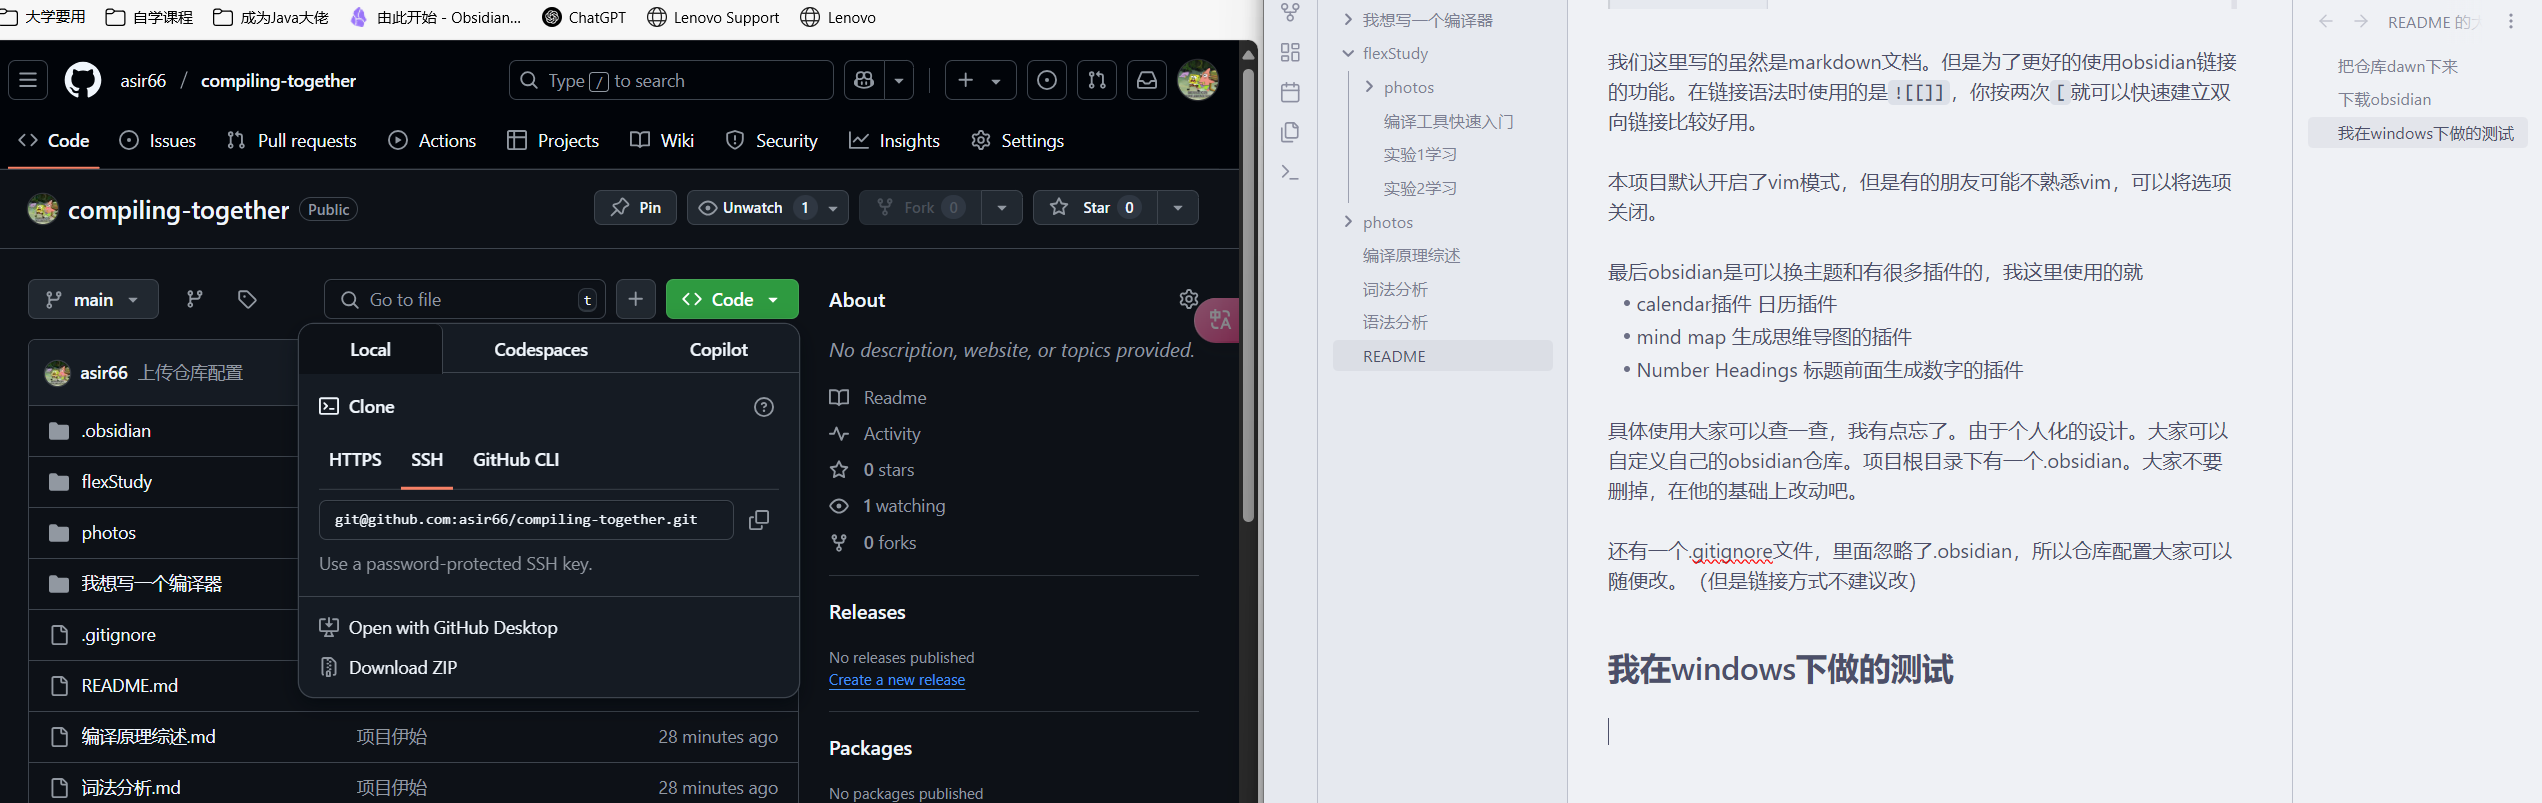 大学要用
自学课程
成为Java大佬
由此开始 - Obsidian...
ChatGPT
Lenovo Support
Lenovo
asir66 / compiling-together
Type / to search
Code
Issues
Pull requests
Actions
Projects
Wiki
Security
Insights
Settings
compiling-together
Public
Pin
Unwatch 1
Fork 0
Star 0
main
Go to file
t
Code
Local
Codespaces
Copilot
Clone
HTTPS
SSH
GitHub CLI
git@github.com:asir66/compiling-together.git
Use a password-protected SSH key.
Open with GitHub Desktop
Download ZIP
asir66 上传仓库配置
.obsidian
flexStudy
photos
我想写一个编译器
.gitignore
README.md
编译原理综述.md 项目伊始 28 minutes ago
词法分析.md 项目伊始 28 minutes ago
About
No description, website, or topics provided.
Readme
Activity
0 stars
1 watching
0 forks
Releases
No releases published
Create a new release
Packages
No packages published
中A
我想写一个编译器
flexStudy
photos
编译工具快速入门
实验1学习
实验2学习
photos
编译原理综述
词法分析
语法分析
README
我们这里写的虽然是markdown文档。但是为了更好的使用obsidian链接
的功能。在链接语法时使用的是![[]]，你按两次[就可以快速建立双
向链接比较好用。
本项目默认开启了vim模式，但是有的朋友可能不熟悉vim，可以将选项
关闭。
最后obsidian是可以换主题和有很多插件的，我这里使用的就
• calendar插件 日历插件
• mind map 生成思维导图的插件
• Number Headings 标题前面生成数字的插件
具体使用大家可以查一查，我有点忘了。由于个人化的设计。大家可以
自定义自己的obsidian仓库。项目根目录下有一个.obsidian。大家不要
删掉，在他的基础上改动吧。
还有一个.gitignore文件，里面忽略了.obsidian，所以仓库配置大家可以
随便改。（但是链接方式不建议改）
我在windows下做的测试
README 的
把仓库dawn下来
下载obsidian
我在windows下做的测试